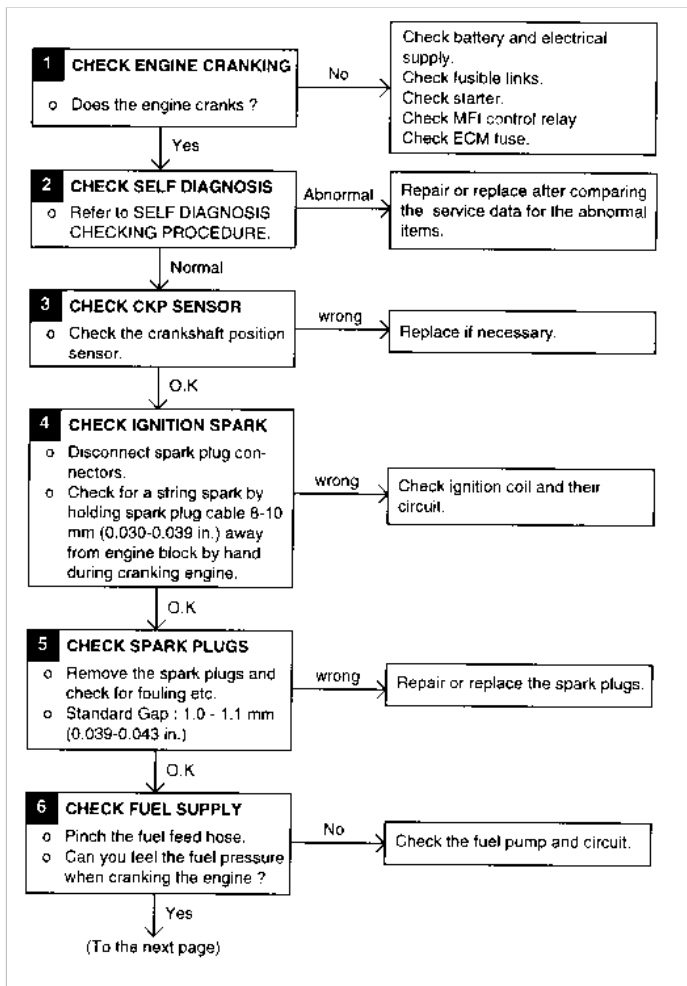 1 CHECK ENGINE CRANKING
o Does the engine cranks ?
No
Check battery and electrical
supply.
Check fusible links.
Check starter.
Check MFI control relay
Check ECM fuse.
Yes
2 CHECK SELF DIAGNOSIS
o Refer to SELF DIAGNOSIS
CHECKING PROCEDURE.
Abnormal
Repair or replace after comparing
the service data for the abnormal
items.
Normal
3 CHECK CKP SENSOR
o Check the crankshaft position
sensor.
wrong
Replace if necessary.
O.K
4 CHECK IGNITION SPARK
o Disconnect spark plug con-
nectors.
o Check for a string spark by
holding spark plug cable 8-10
mm (0.030-0.039 in.) away
from engine block by hand
during cranking engine.
wrong
Check ignition coil and their
circuit.
O.K
5 CHECK SPARK PLUGS
o Remove the spark plugs and
check for fouling etc.
o Standard Gap : 1.0 - 1.1 mm
(0.039-0.043 in.)
wrong
Repair or replace the spark plugs.
O.K
6 CHECK FUEL SUPPLY
o Pinch the fuel feed hose.
o Can you feel the fuel pressure
when cranking the engine ?
No
Check the fuel pump and circuit.
Yes
(To the next page)